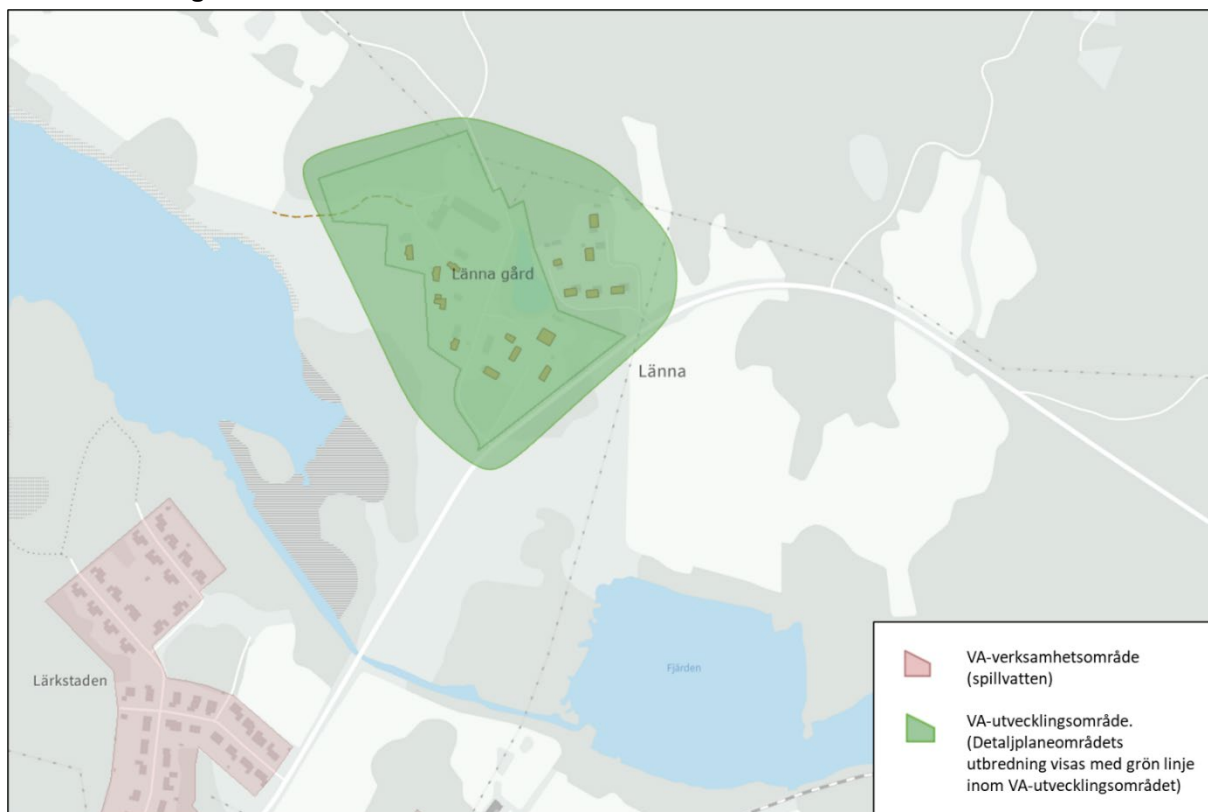 Länna gård
Länna
Lärkstaden
Fjärden
VA-verksamhetsområde
(spillvatten)
VA-utvecklingsområde.
(Detaljplaneområdets
utbredning visas med grön linje
inom VA-utvecklingsområdet)